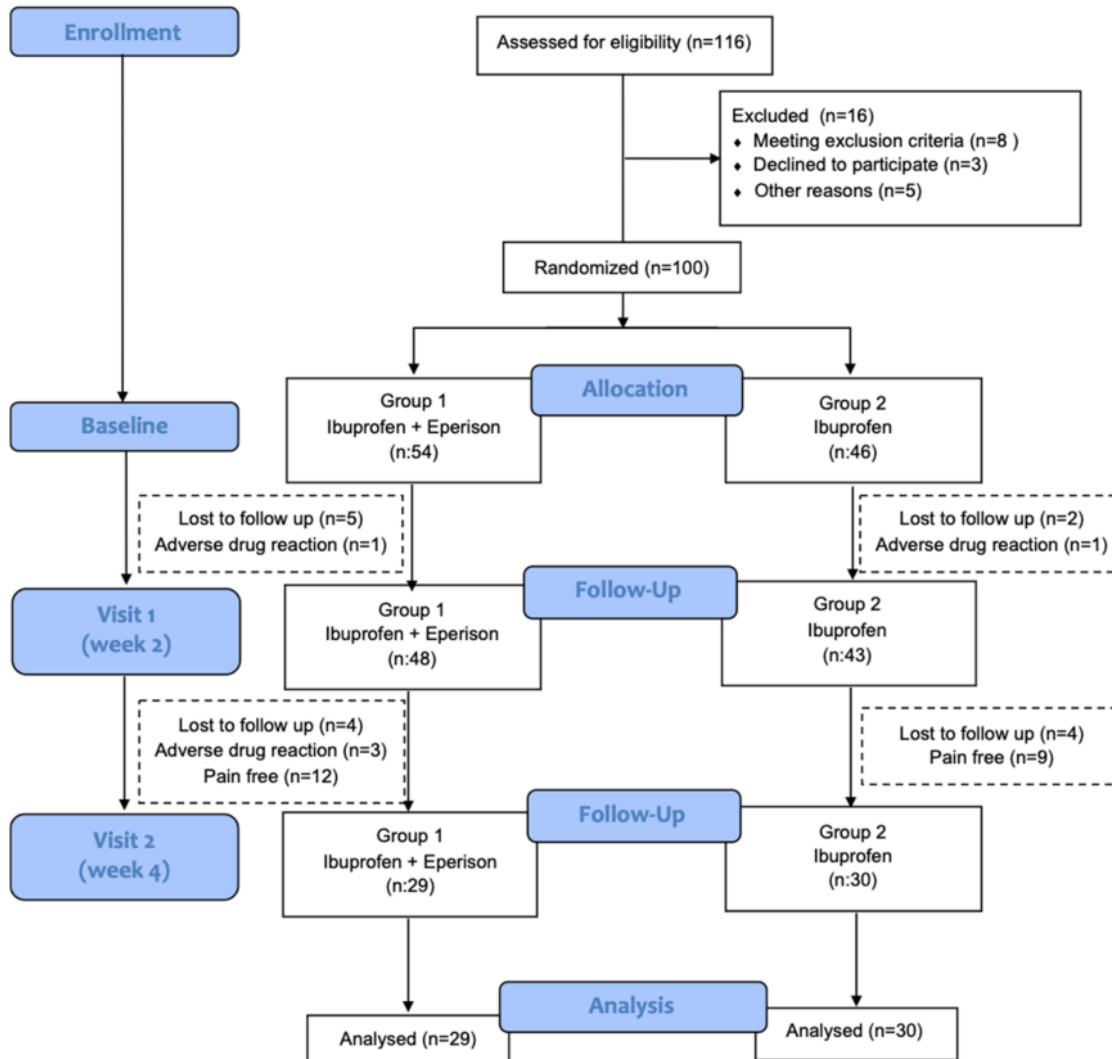 Enrollment
Assessed for eligibility (n=116)
Excluded (n=16)
♦ Meeting exclusion criteria (n=8 )
♦ Declined to participate (n=3)
♦ Other reasons (n=5)
Randomized (n=100)
Allocation
Baseline
Group 1
Ibuprofen + Eperison
(n:54)
Group 2
Ibuprofen
(n:46)
Lost to follow up (n=5)
Adverse drug reaction (n=1)
Lost to follow up (n=2)
Adverse drug reaction (n=1)
Visit 1
(week 2)
Follow-Up
Group 1
Ibuprofen + Eperison
(n:48)
Group 2
Ibuprofen
(n:43)
Lost to follow up (n=4)
Adverse drug reaction (n=3)
Pain free (n=12)
Lost to follow up (n=4)
Pain free (n=9)
Visit 2
(week 4)
Follow-Up
Group 1
Ibuprofen + Eperison
(n:29)
Group 2
Ibuprofen
(n:30)
Analysis
Analysed (n=29)
Analysed (n=30)